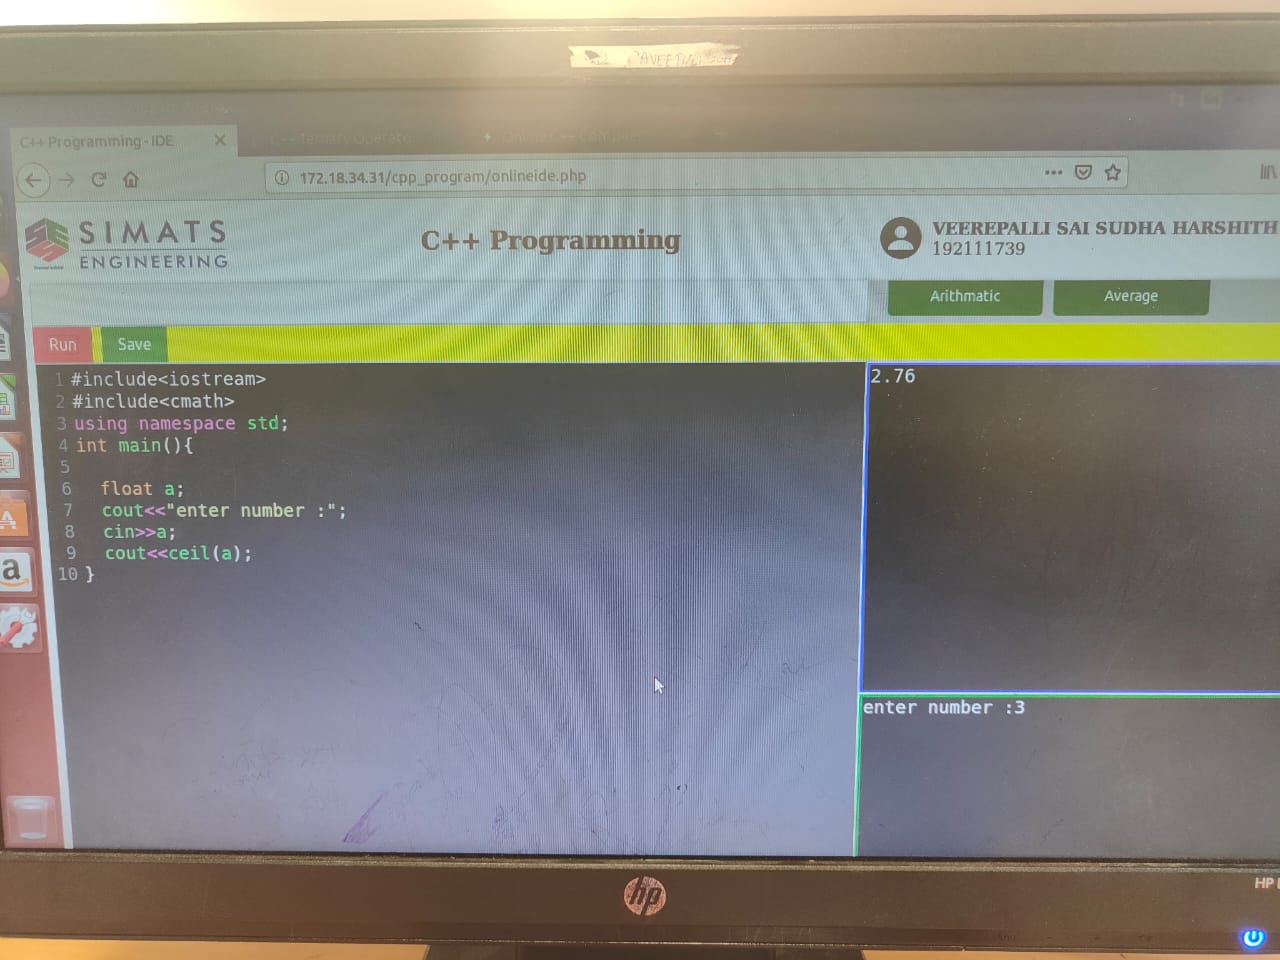 C++ Programming - IDE
172.18.34.31/cpp_program/onlineide.php
SIMATS
ENGINEERING
C++ Programming
VEEREPALLI SAI SUDHA HARSHITH
192111739
Arithmatic
Average
Run
Save
1 #include<iostream>
2 #include<cmath>
3 using namespace std;
4 int main(){
5
6 float a;
7 cout<<"enter number :";
8 cin>>a;
9 cout<<ceil(a);
10 }
2.76
enter number :3
a
hp
HP